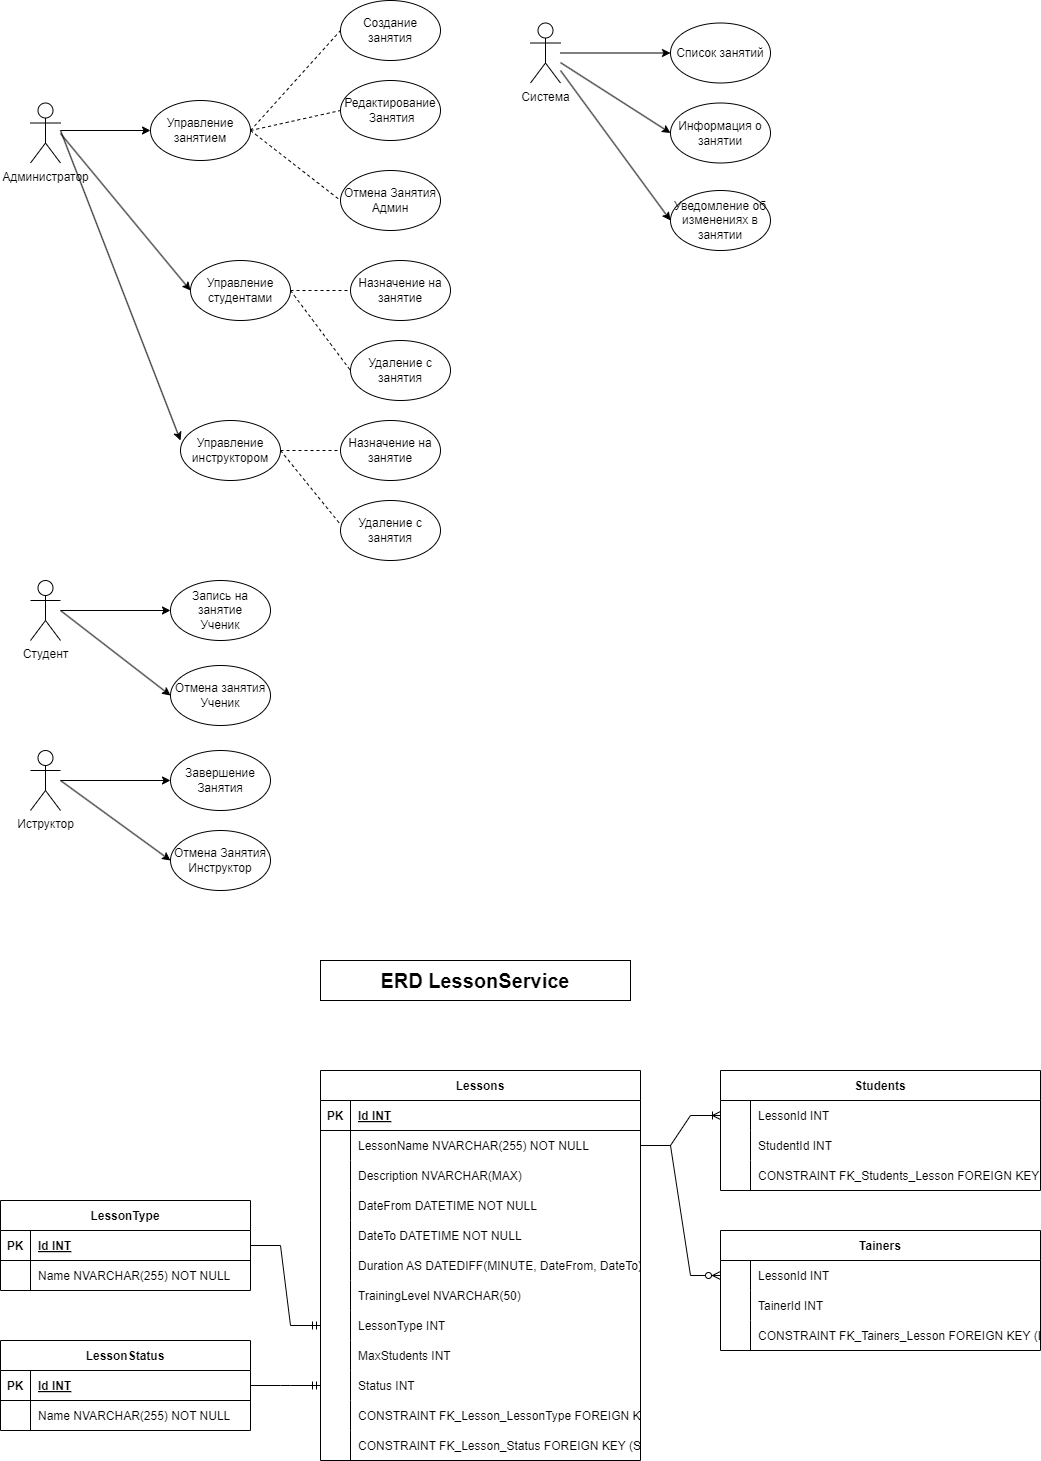 Создание
занятия
Редактирование
Занятия
Управление
занятием
Администратор
Отмена Занятия
Админ
Управление
студентами
Назначение на
занятие
Удаление с
занятия
Управление
инструктором
Назначение на
занятие
Удаление с
занятия
Система
Список занятий
Информация о
занятии
Уведомление об
изменениях в
занятии
Студент
Запись на
занятие
Ученик
Отмена занятия
Ученик
Иструктор
Завершение
Занятия
Отмена Занятия
Инструктор
ERD LessonService
LessonType
PK Id INT
Name NVARCHAR(255) NOT NULL
LessonStatus
PK Id INT
Name NVARCHAR(255) NOT NULL
Lessons
PK Id INT
LessonName NVARCHAR(255) NOT NULL
Description NVARCHAR(MAX)
DateFrom DATETIME NOT NULL
DateTo DATETIME NOT NULL
Duration AS DATEDIFF(MINUTE, DateFrom, DateTo)
TrainingLevel NVARCHAR(50)
LessonType INT
MaxStudents INT
Status INT
CONSTRAINT FK_Lesson_LessonType FOREIGN K
CONSTRAINT FK_Lesson_Status FOREIGN KEY (S
Students
LessonId INT
StudentId INT
CONSTRAINT FK_Students_Lesson FOREIGN KEY
Tainers
LessonId INT
TainerId INT
CONSTRAINT FK_Tainers_Lesson FOREIGN KEY (